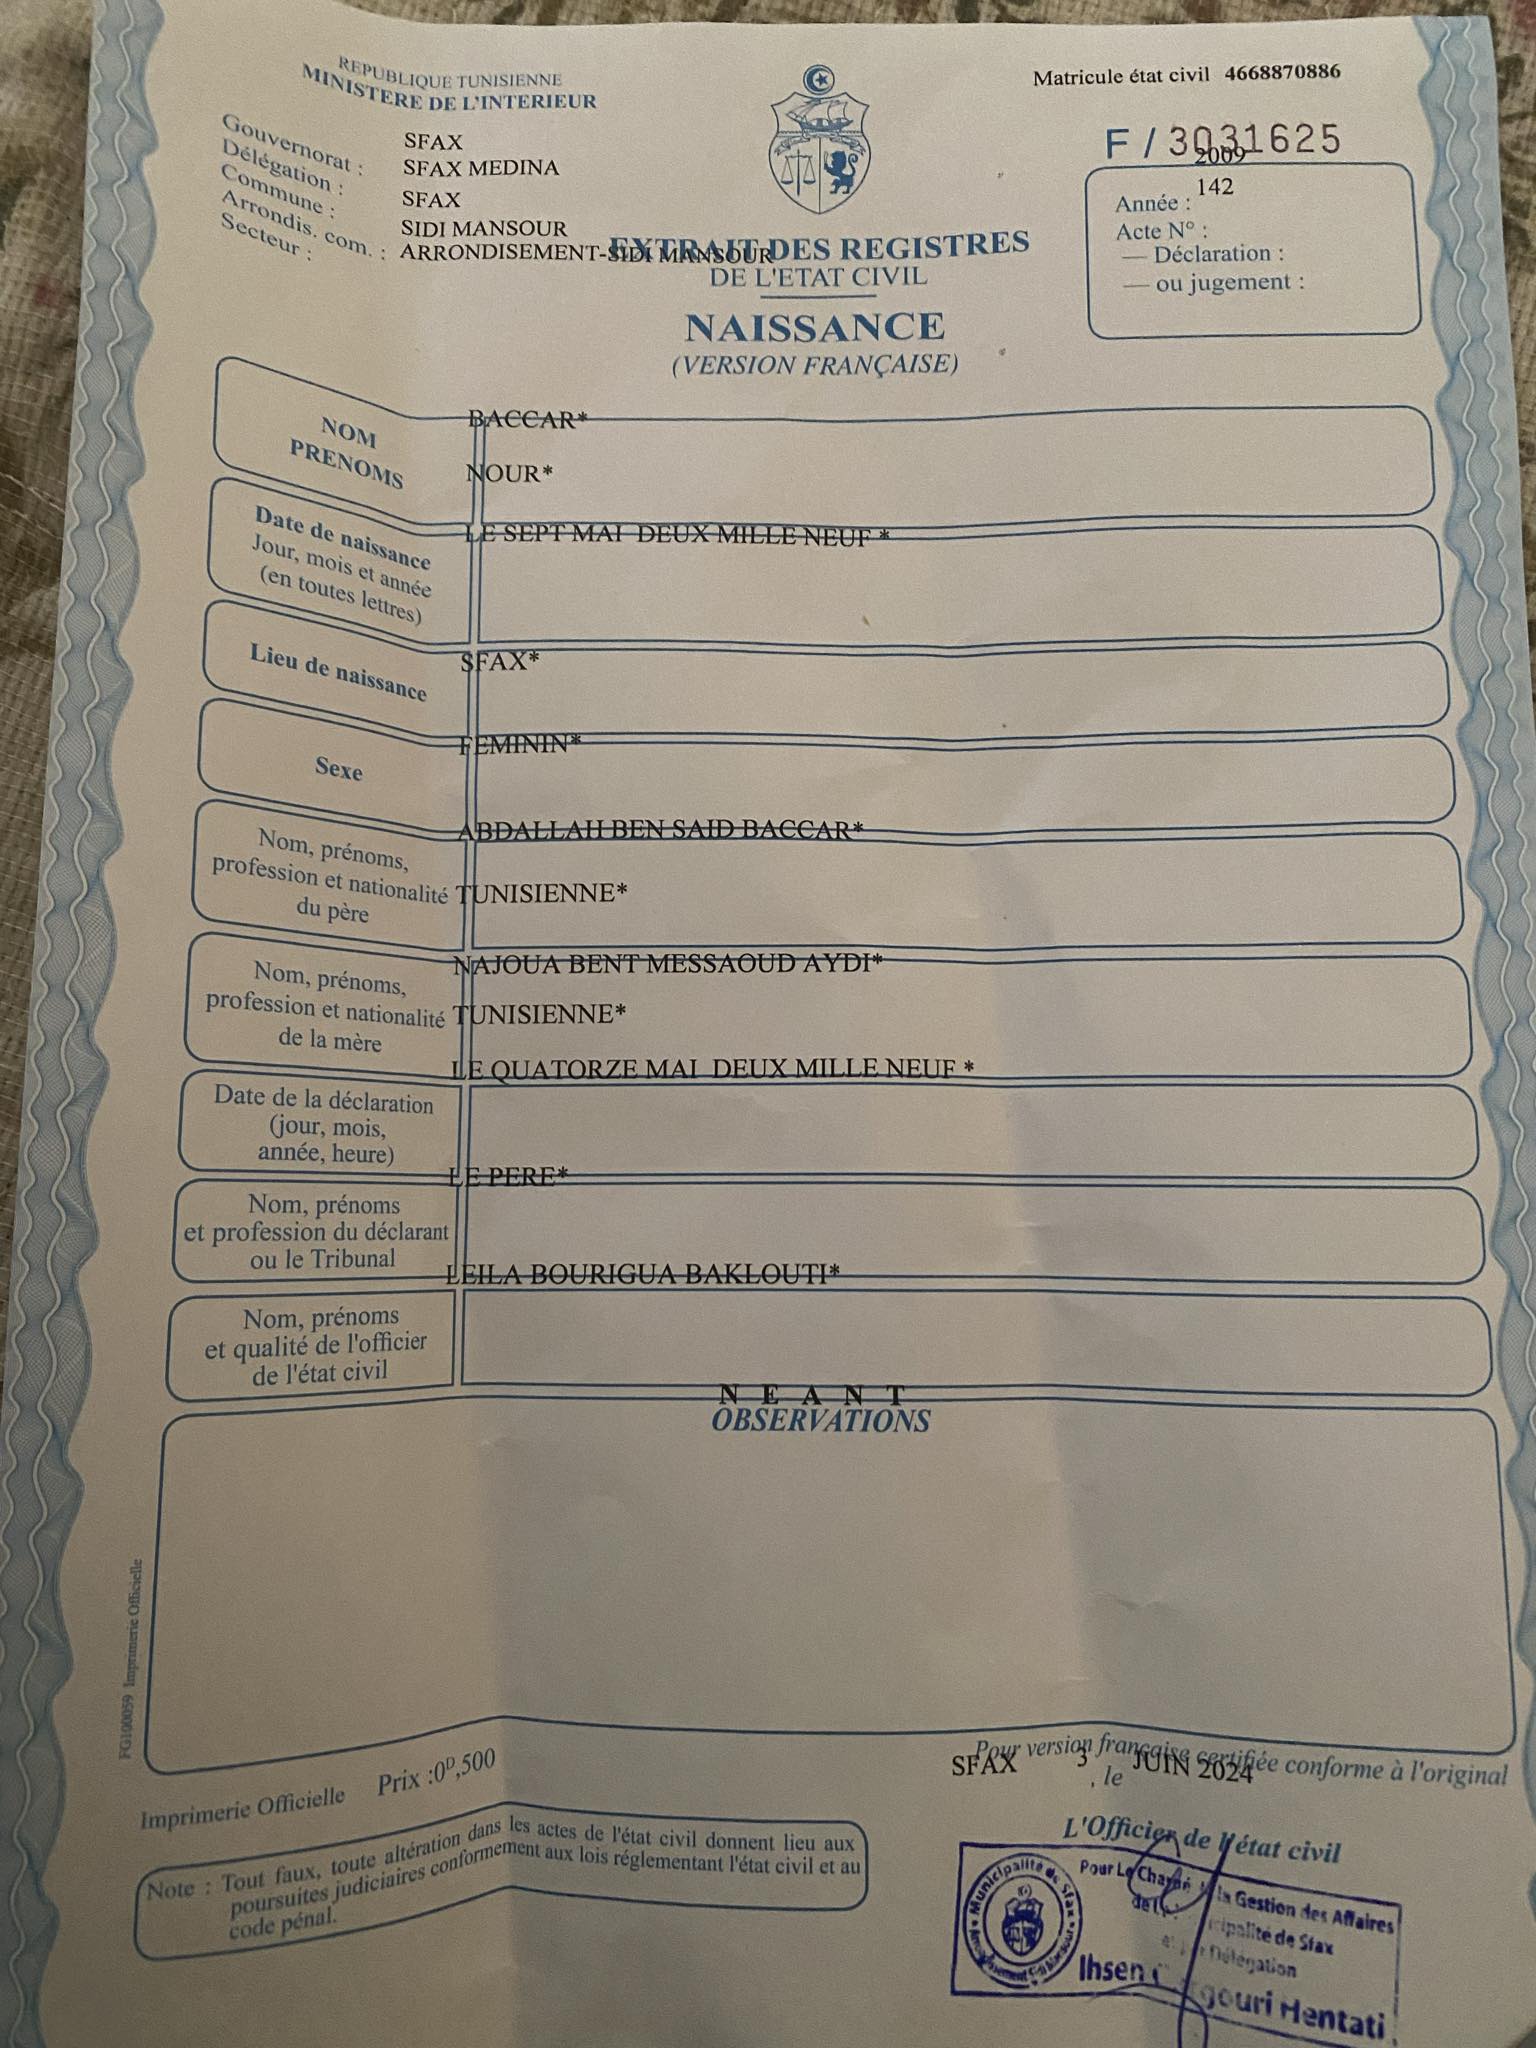 REPUBLIQUE TUNISIENNE
MINISTERE DE L'INTERIEUR
Matricule état civil 4668870886
F / 3031625
Gouvernorat : SFAX
Délégation : SFAX MEDINA
Commune : SFAX
Arrondis. com. : SIDI MANSOUR
Secteur : ARRONDISEMENT-SIDI MANSOUR
2009
Année : 142
Acte N° :
— Déclaration :
— ou jugement :
EXTRAIT DES REGISTRES
DE L'ETAT CIVIL
NAISSANCE
(VERSION FRANÇAISE)
NOM
PRENOMS
BACCAR*
NOUR*
Date de naissance
Jour, mois et année
(en toutes lettres)
LE SEPT MAI DEUX MILLE NEUF *
Lieu de naissance
SFAX*
Sexe
FEMININ*
Nom, prénoms,
profession et nationalité
du père
ABDALLAH BEN SAID BACCAR*
TUNISIENNE*
Nom, prénoms,
profession et nationalité
de la mère
NAJOUA BENT MESSAOUD AYDI*
TUNISIENNE*
Date de la déclaration
(jour, mois,
année, heure)
LE QUATORZE MAI DEUX MILLE NEUF *
Nom, prénoms
et profession du déclarant
ou le Tribunal
LE PERE*
Nom, prénoms
et qualité de l'officier
de l'état civil
LEILA BOURIGUA BAKLOUTI*
N E A N T
OBSERVATIONS
FG100059 Imprimerie Officielle
Imprimerie Officielle Prix :0D,500
Pour version française certifiée conforme à l'original
SFAX , le 3 JUIN 2024
L'Officier de l'état civil
Note : Tout faux, toute altération dans les actes de l'état civil donnent lieu aux
poursuites judiciaires conformement aux lois réglementant l'état civil et au
code pénal.
Municipalité de Sfax
Pour Le Chargé la Gestion des Affaires
de Sfax
Délégation
Ihsen Hentati